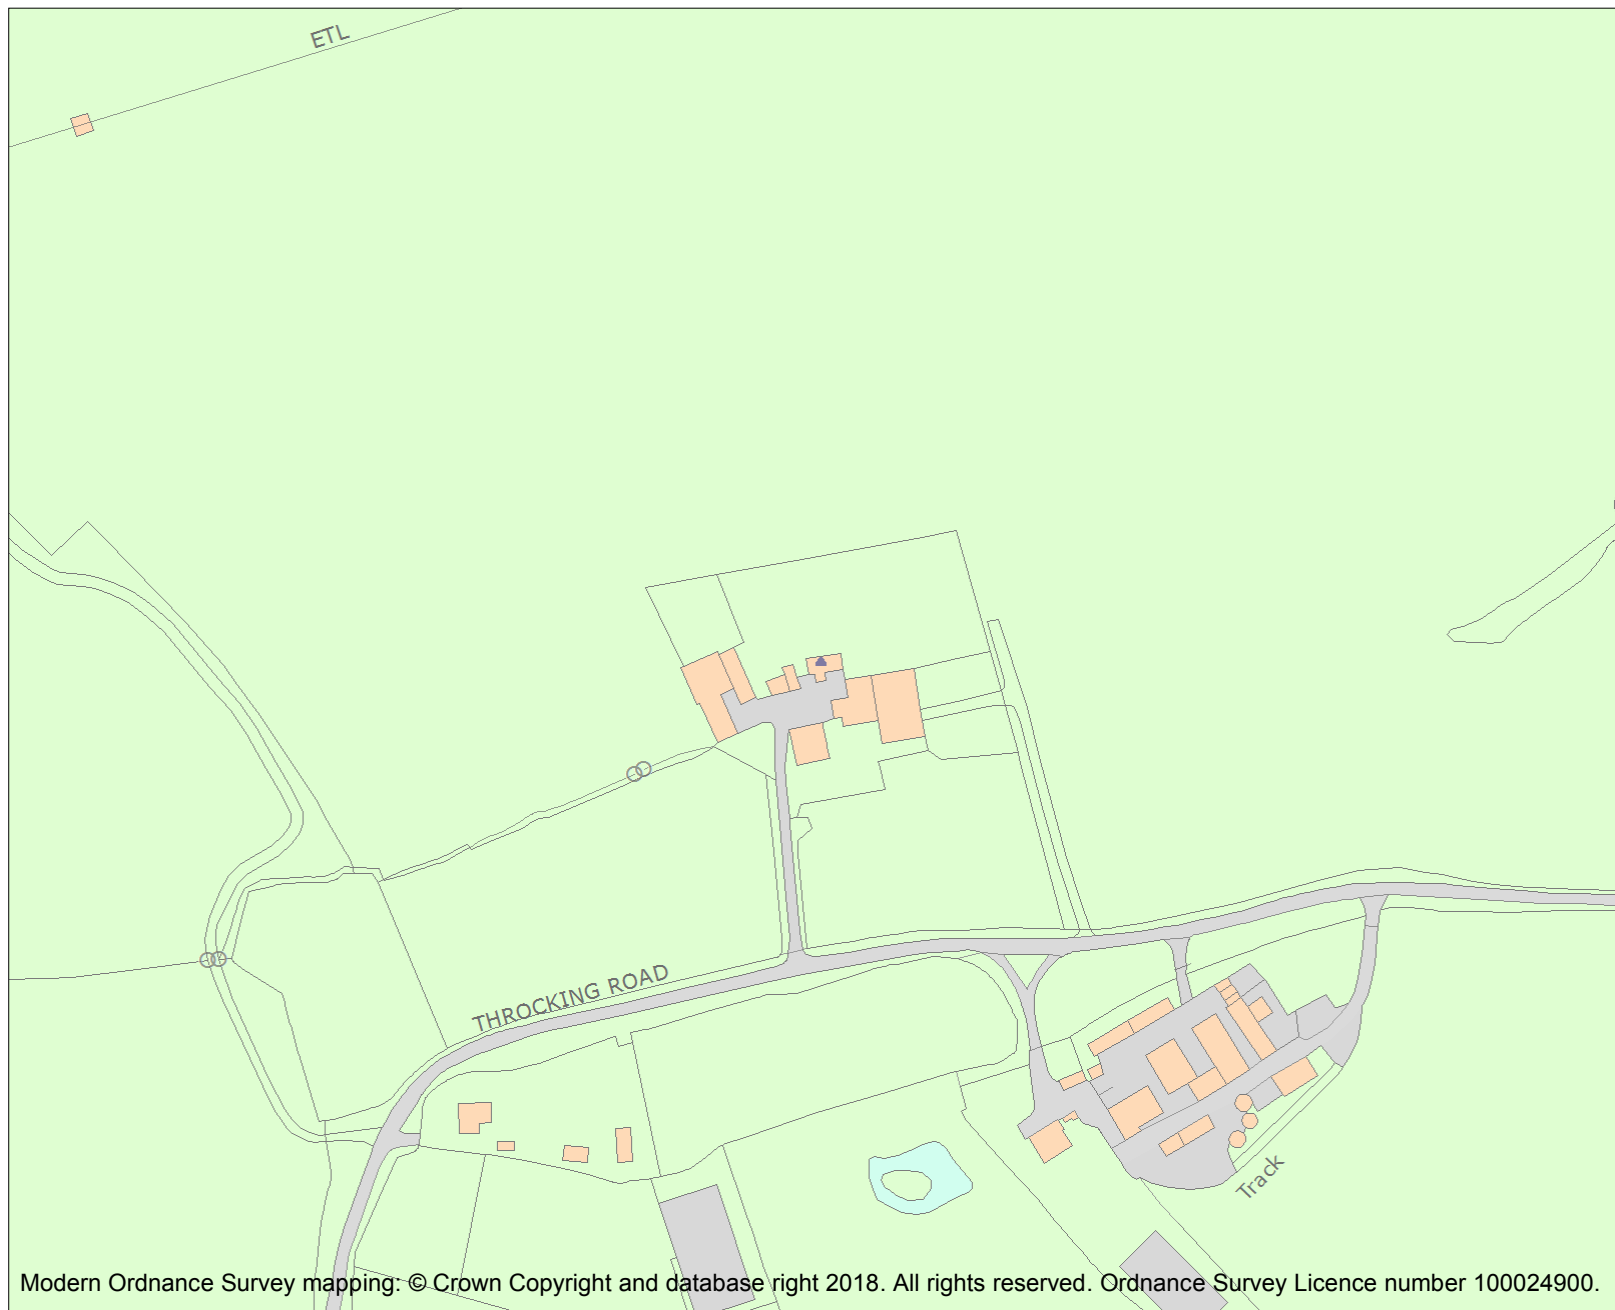 ETL
THROCKING ROAD
Track
Modern Ordnance Survey mapping: © Crown Copyright and database right 2018. All rights reserved. Ordnance Survey Licence number 100024900.